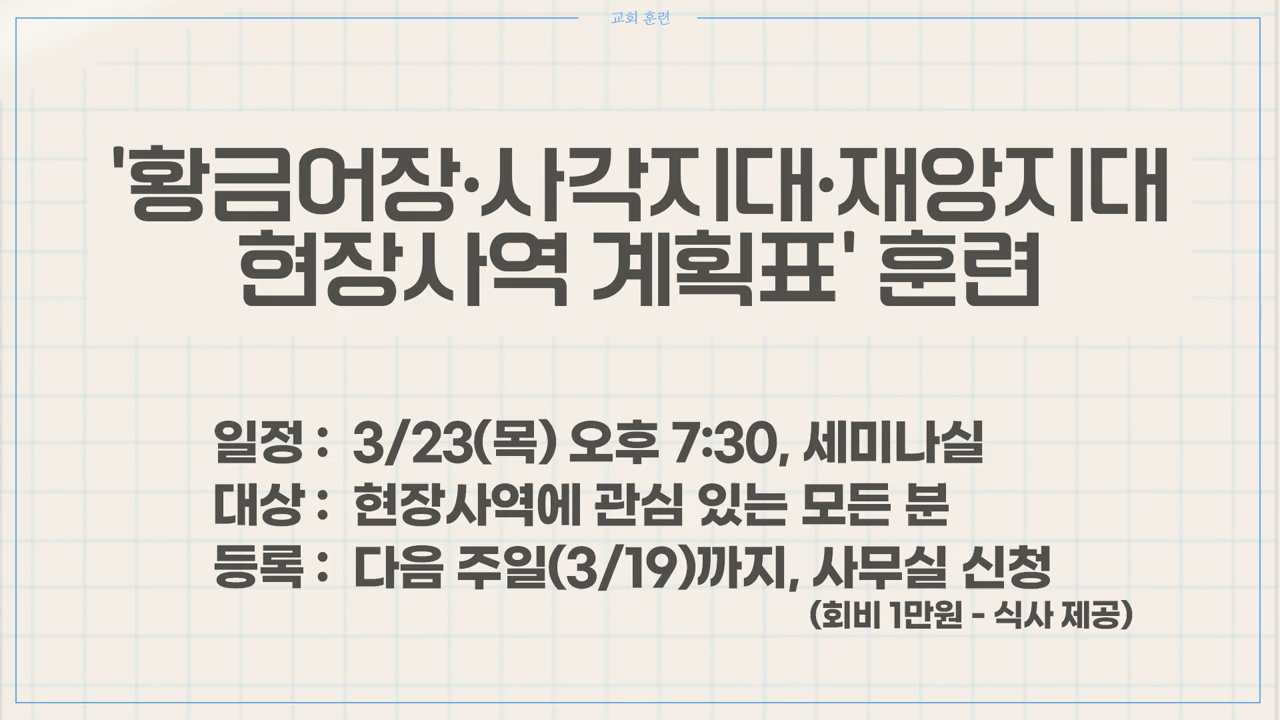 교회 훈련
'황금어장·사각지대·재앙지대
현장사역 계획표' 훈련
일정 : 3/23(목) 오후 7:30, 세미나실
대상 : 현장사역에 관심 있는 모든 분
등록 : 다음 주일(3/19)까지, 사무실 신청
(회비 1만원 - 식사 제공)